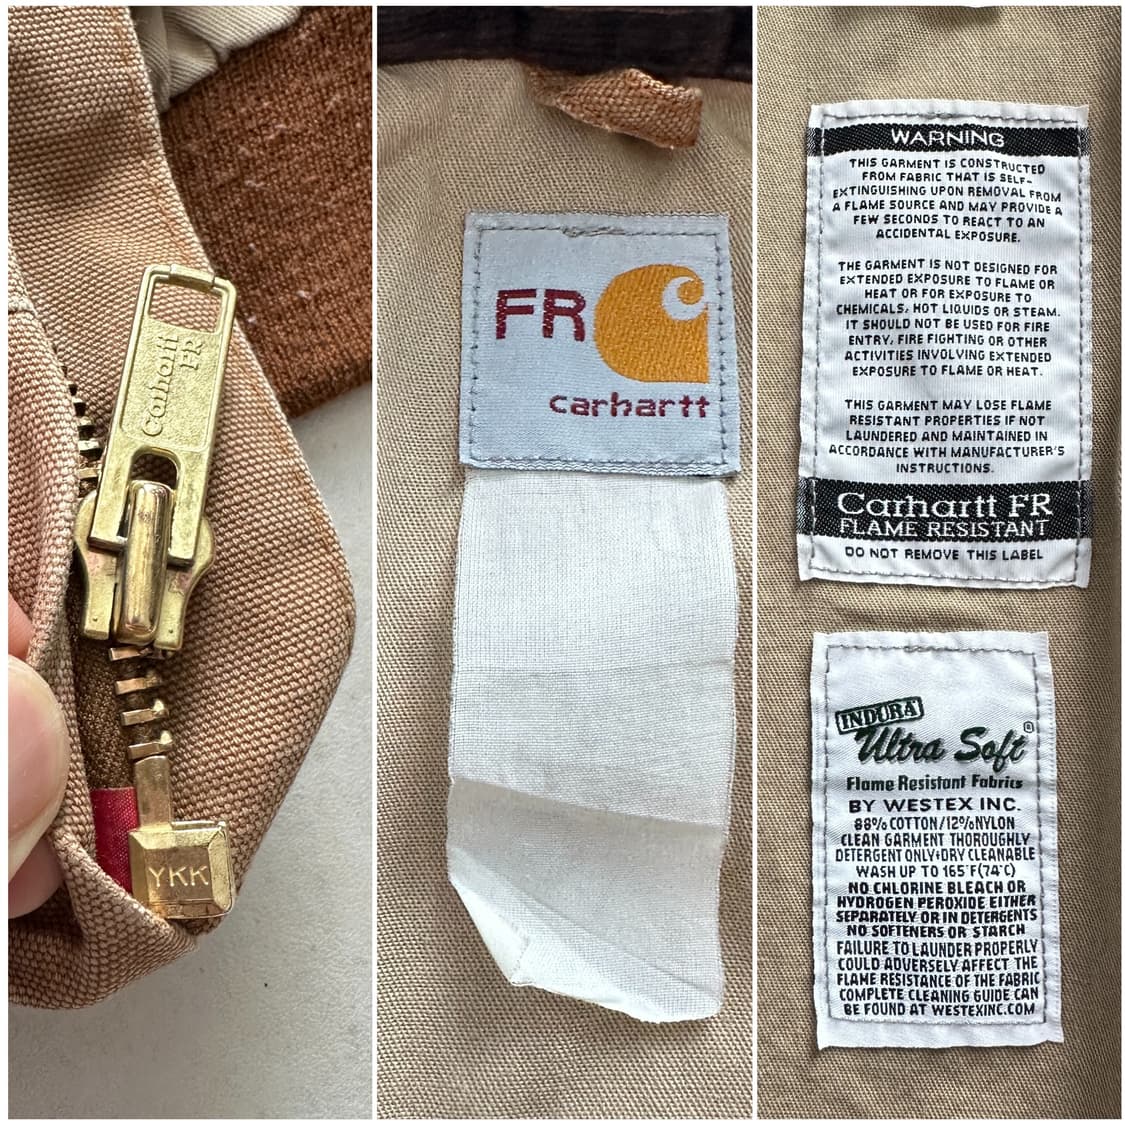 Carhartt
FR
YKK
FR
carhartt
WARNING
THIS GARMENT IS CONSTRUCTED
FROM FABRIC THAT IS SELF-
EXTINGUISHING UPON REMOVAL FROM
A FLAME SOURCE AND MAY PROVIDE A
FEW SECONDS TO REACT TO AN
ACCIDENTAL EXPOSURE.
THE GARMENT IS NOT DESIGNED FOR
EXTENDED EXPOSURE TO FLAME OR
HEAT OR FOR EXPOSURE TO
CHEMICALS, HOT LIQUIDS OR STEAM.
IT SHOULD NOT BE USED FOR FIRE
ENTRY, FIRE FIGHTING OR OTHER
ACTIVITIES INVOLVING EXTENDED
EXPOSURE TO FLAME OR HEAT.
THIS GARMENT MAY LOSE FLAME
RESISTANT PROPERTIES IF NOT
LAUNDERED AND MAINTAINED IN
ACCORDANCE WITH MANUFACTURER'S
INSTRUCTIONS.
Carhartt FR
FLAME RESISTANT
DO NOT REMOVE THIS LABEL
INDURA
Ultra Soft®
Flame Resistant Fabrics
BY WESTEX INC.
88% COTTON/12%NYLON
CLEAN GARMENT THOROUGHLY
DETERGENT ONLY•DRY CLEANABLE
WASH UP TO 165°F(74°C)
NO CHLORINE BLEACH OR
HYDROGEN PEROXIDE EITHER
SEPARATELY OR IN DETERGENTS
NO SOFTENERS OR STARCH
FAILURE TO LAUNDER PROPERLY
COULD ADVERSELY AFFECT THE
FLAME RESISTANCE OF THE FABRIC
COMPLETE CLEANING GUIDE CAN
BE FOUND AT WESTEXINC.COM